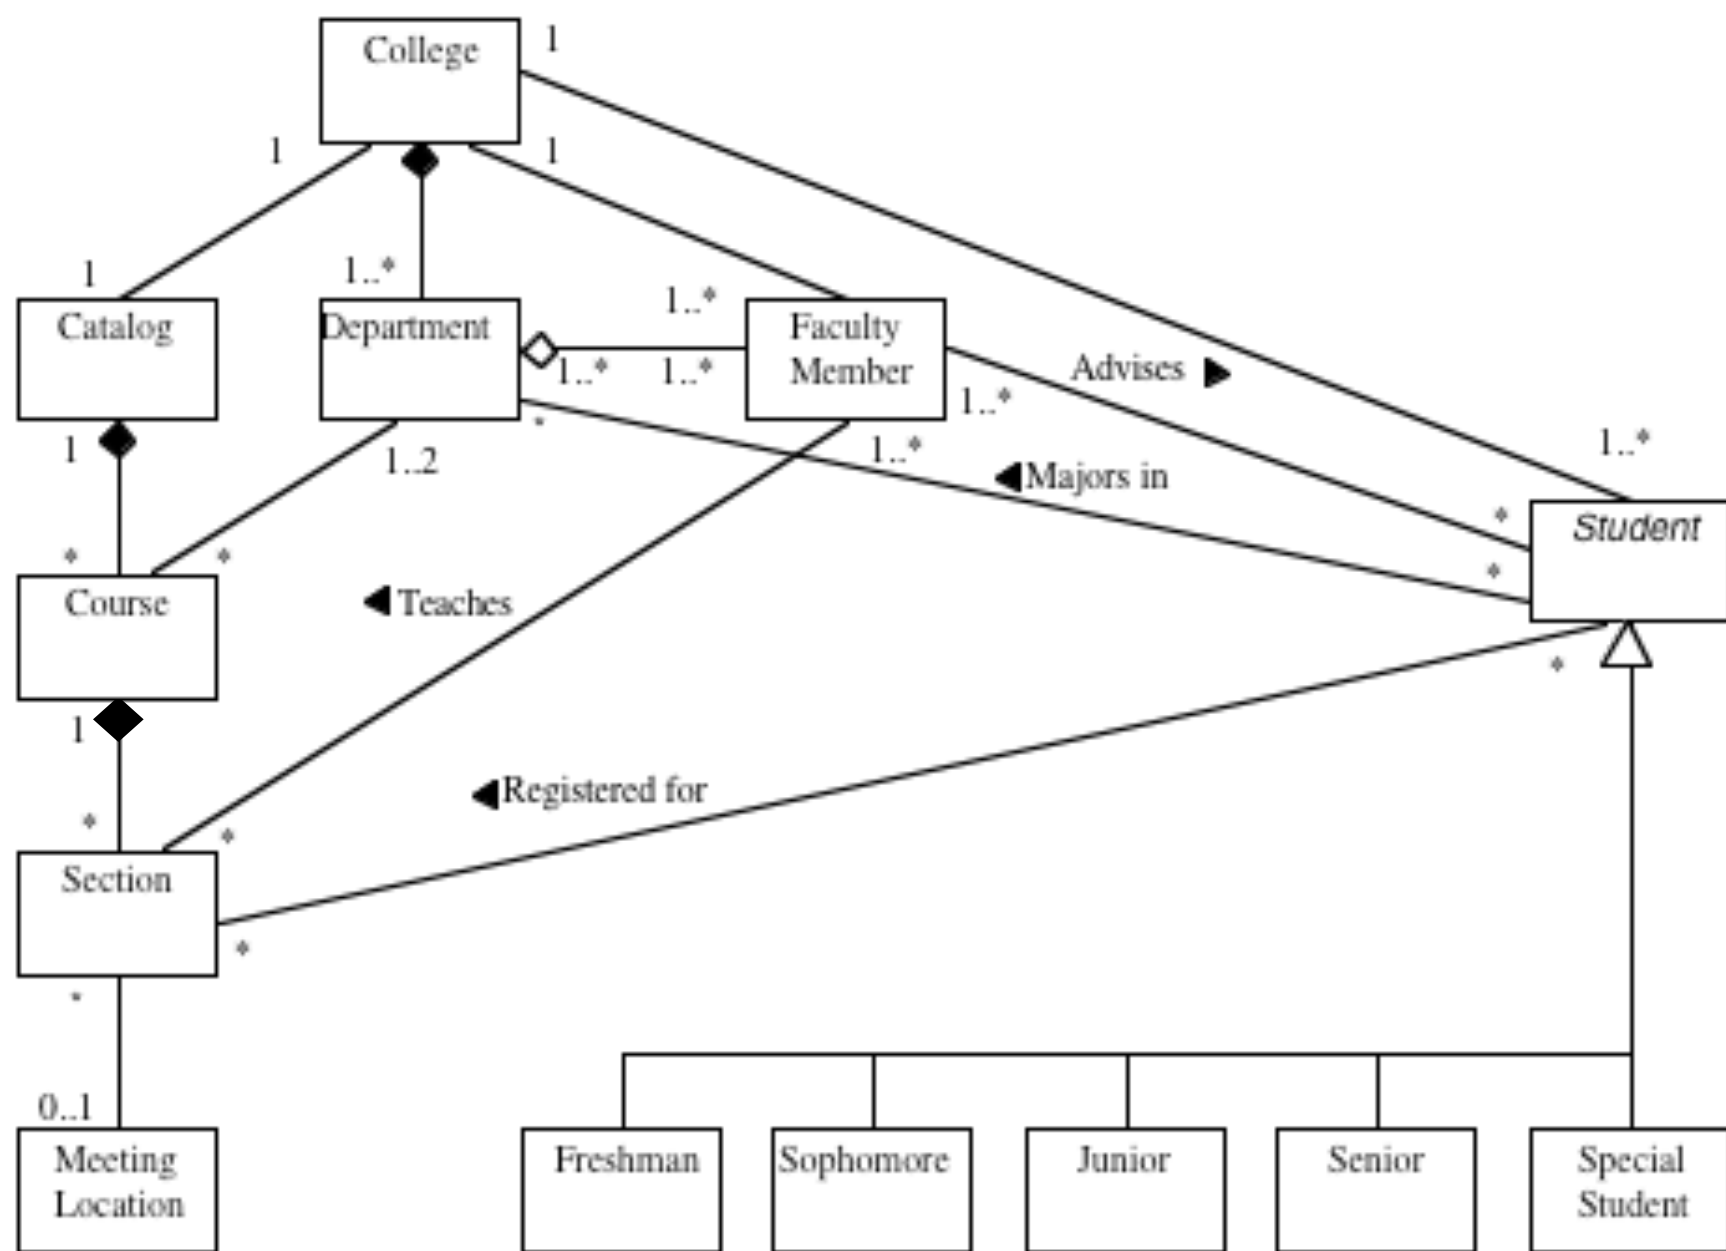 College
1
1
1
1
1..*
1..*
Catalog
Department
Faculty
Member
1..*
1..*
Advises
1..*
1
1..2
*
1..*
Majors in
1..*
*
Student
*
*
*
Course
Teaches
*
1
Registered for
*
*
Section
*
*
0..1
Meeting
Location
Freshman
Sophomore
Junior
Senior
Special
Student